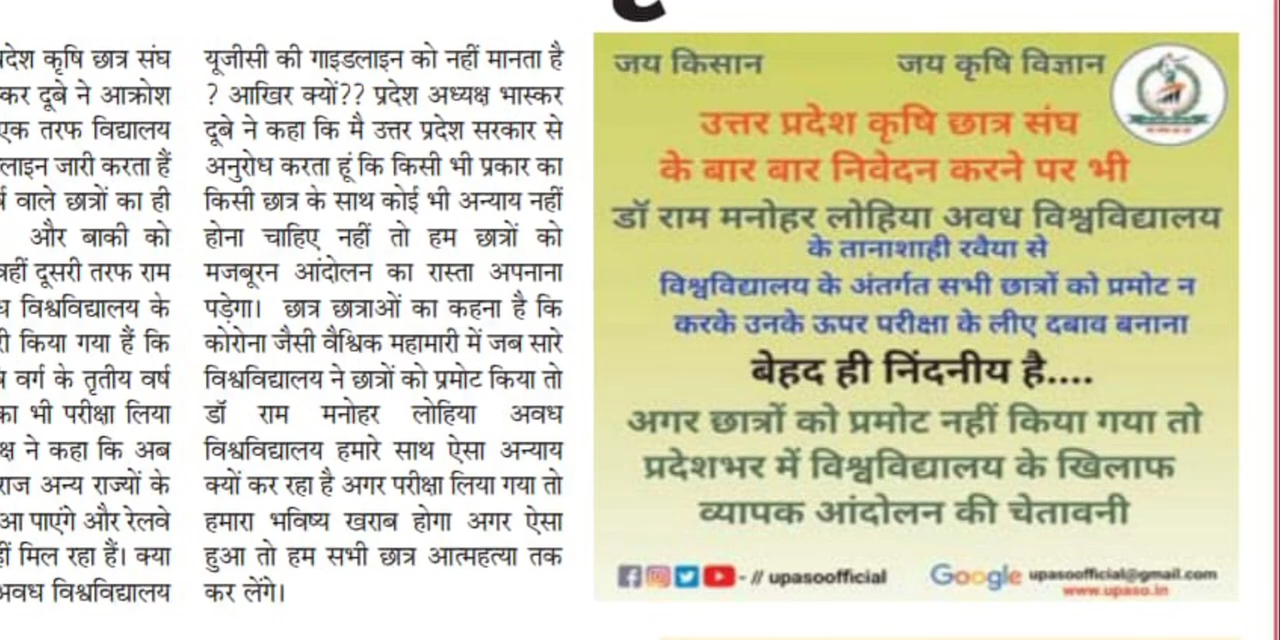 प्रदेश कृषि छात्र संघ
कर दूबे ने आक्रोश
एक तरफ विद्यालय
लाइन जारी करता हैं
वाले छात्रों का ही
और बाकी को
वहीं दूसरी तरफ राम
विश्वविद्यालय के
किया गया हैं कि
वर्ग के तृतीय वर्ष
का भी परीक्षा लिया
ने कहा कि अब
राज अन्य राज्यों के
आ पाएंगे और रेलवे
मिल रहा हैं। क्या
अवध विश्वविद्यालय
यूजीसी की गाइडलाइन को नहीं मानता है
? आखिर क्यों?? प्रदेश अध्यक्ष भास्कर
दूबे ने कहा कि मै उत्तर प्रदेश सरकार से
अनुरोध करता हूं कि किसी भी प्रकार का
किसी छात्र के साथ कोई भी अन्याय नहीं
होना चाहिए नहीं तो हम छात्रों को
मजबूरन आंदोलन का रास्ता अपनाना
पड़ेगा। छात्र छात्राओं का कहना है कि
कोरोना जैसी वैश्विक महामारी में जब सारे
विश्वविद्यालय ने छात्रों को प्रमोट किया तो
डॉ राम मनोहर लोहिया अवध
विश्वविद्यालय हमारे साथ ऐसा अन्याय
क्यों कर रहा है अगर परीक्षा लिया गया तो
हमारा भविष्य खराब होगा अगर ऐसा
हुआ तो हम सभी छात्र आत्महत्या तक
कर लेंगे।
जय किसान जय कृषि विज्ञान
उत्तर प्रदेश कृषि छात्र संघ
के बार बार निवेदन करने पर भी
डॉ राम मनोहर लोहिया अवध विश्वविद्यालय
के तानाशाही रवैया से
विश्वविद्यालय के अंतर्गत सभी छात्रों को प्रमोट न
करके उनके ऊपर परीक्षा के लीए दबाव बनाना
बेहद ही निंदनीय है....
अगर छात्रों को प्रमोट नहीं किया गया तो
प्रदेशभर में विश्वविद्यालय के खिलाफ
व्यापक आंदोलन की चेतावनी
- // upasoofficial Google upasoofficial@gmail.com
www.upaso.in